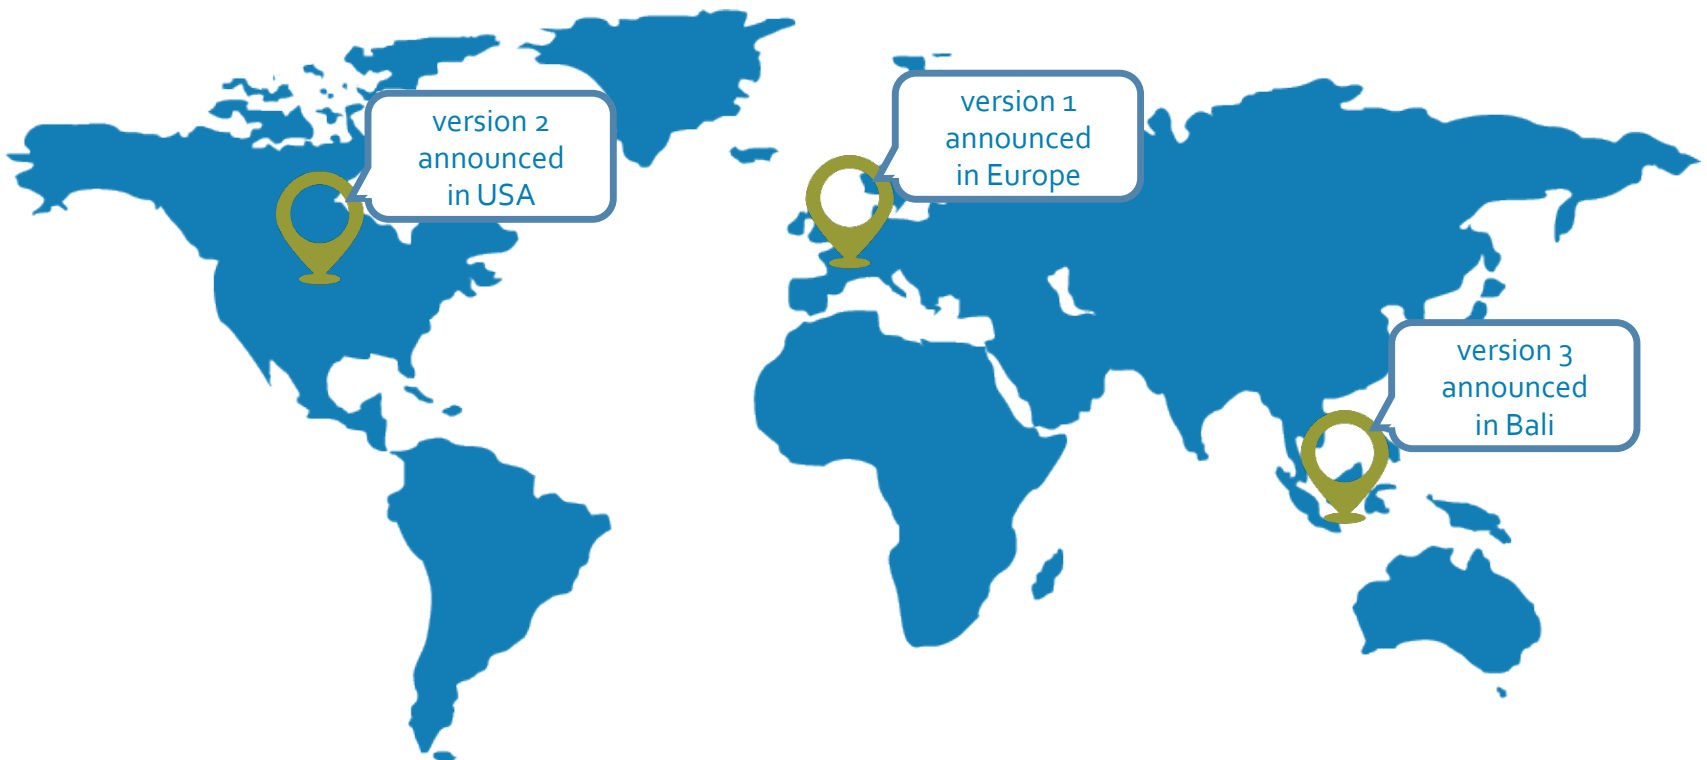 version 2
announced
in USA
version 1
announced
in Europe
version 3
announced
in Bali